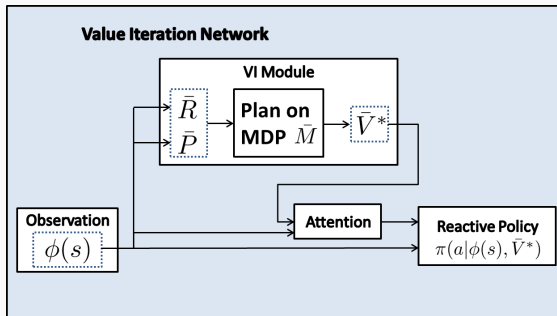 Value Iteration Network
VI Module
R̄
P̄
Plan on
MDP M̄
V̄*
Observation
ϕ(s)
Attention
Reactive Policy
π(a|ϕ(s), V̄*)